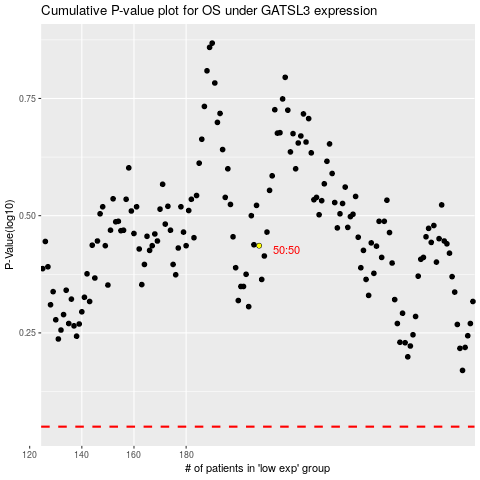 Cumulative P-value plot for OS under GATSL3 expression
P-Value(log10)
0.75
0.50
0.25
50:50
120 140 160 180
# of patients in 'low exp' group